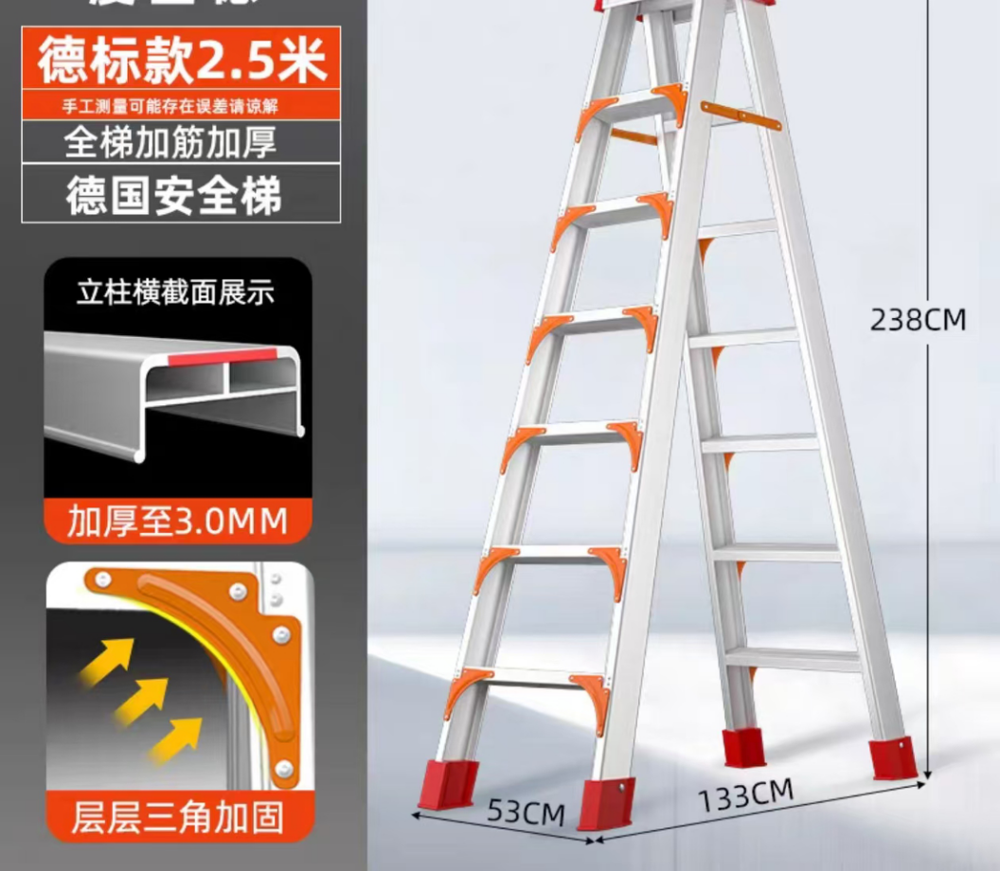 德标款2.5米
手工测量可能存在误差请谅解
全梯加筋加厚
德国安全梯
立柱横截面展示
加厚至3.0MM
层层三角加固
238CM
53CM
133CM